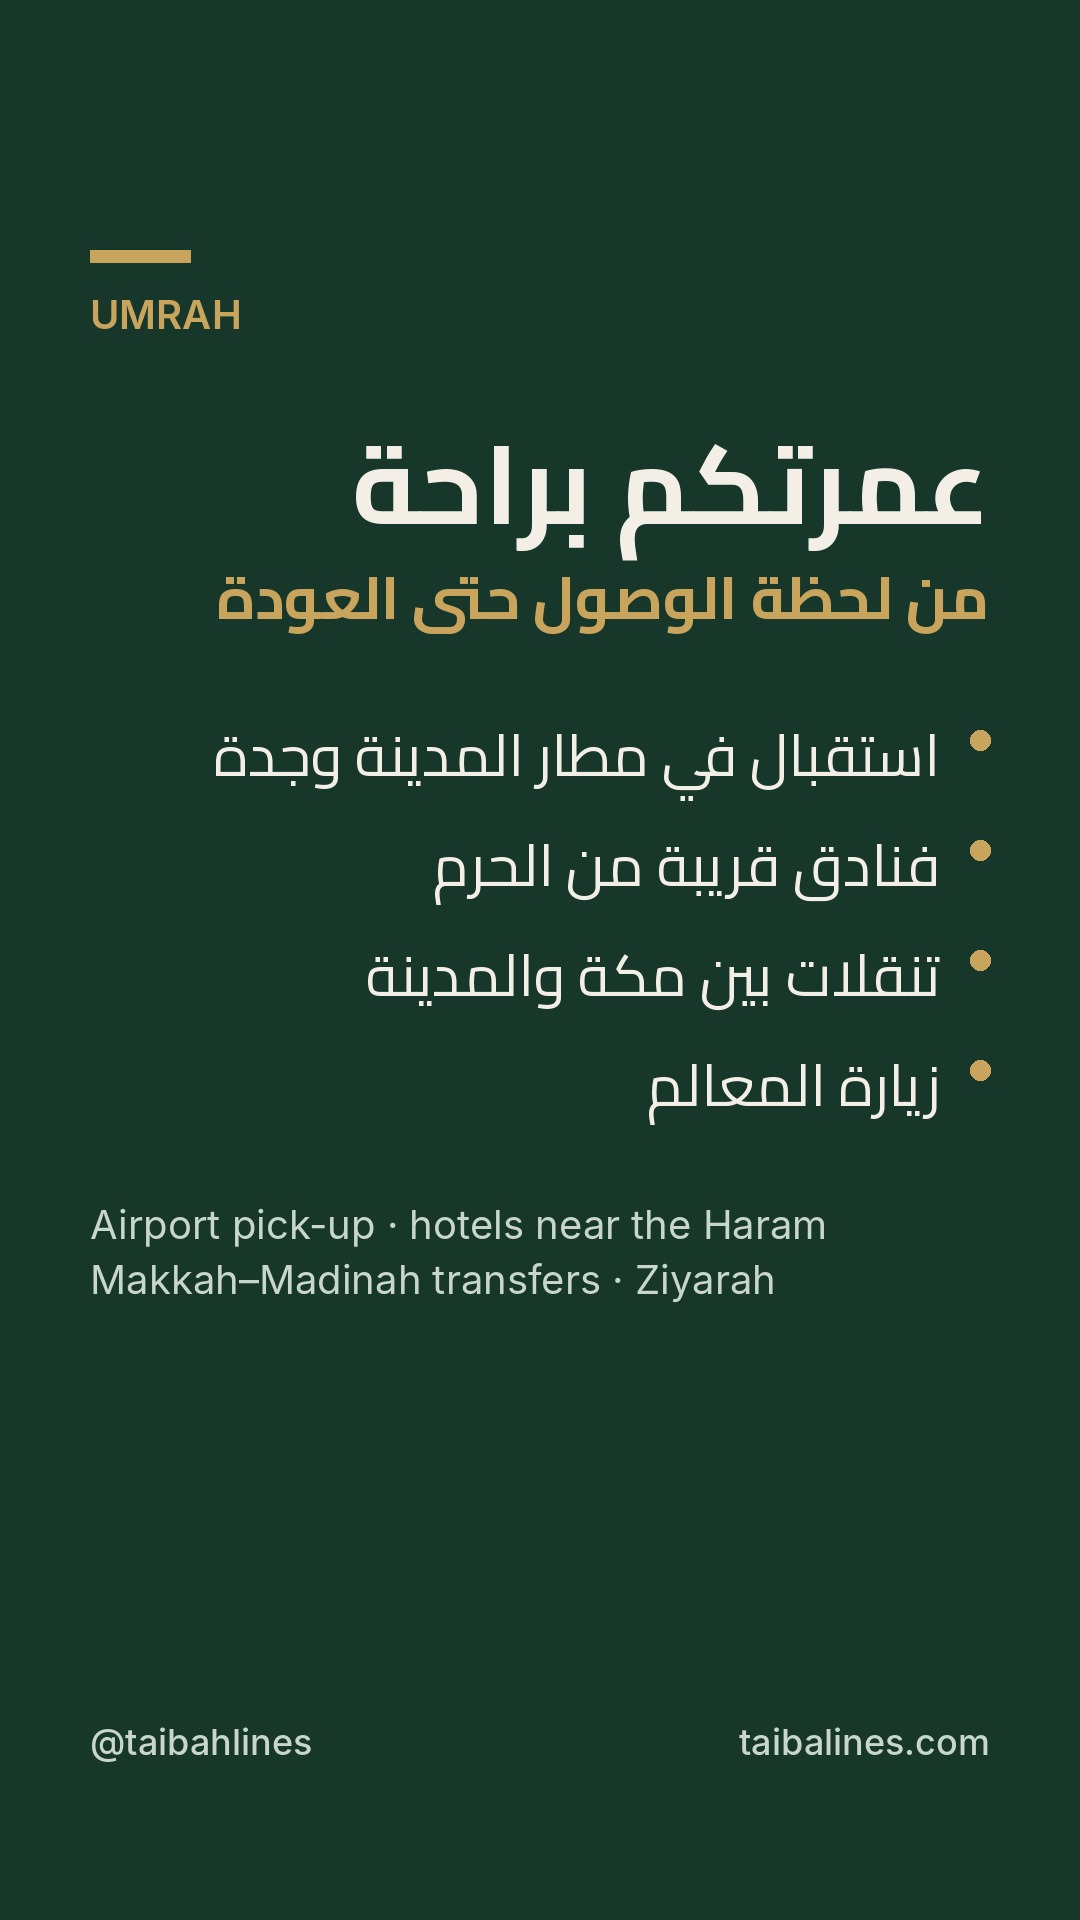 UMRAH
عمرتكم براحة
من لحظة الوصول حتى العودة
استقبال في مطار المدينة وجدة
فنادق قريبة من الحرم
تنقلات بين مكة والمدينة
زيارة المعالم
Airport pick-up · hotels near the Haram
Makkah–Madinah transfers · Ziyarah
@taibahlines
taibalines.com